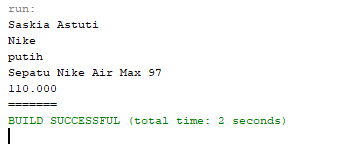 run:
Saskia Astuti
Nike
putih
Sepatu Nike Air Max 97
110.000
=======
BUILD SUCCESSFUL (total time: 2 seconds)